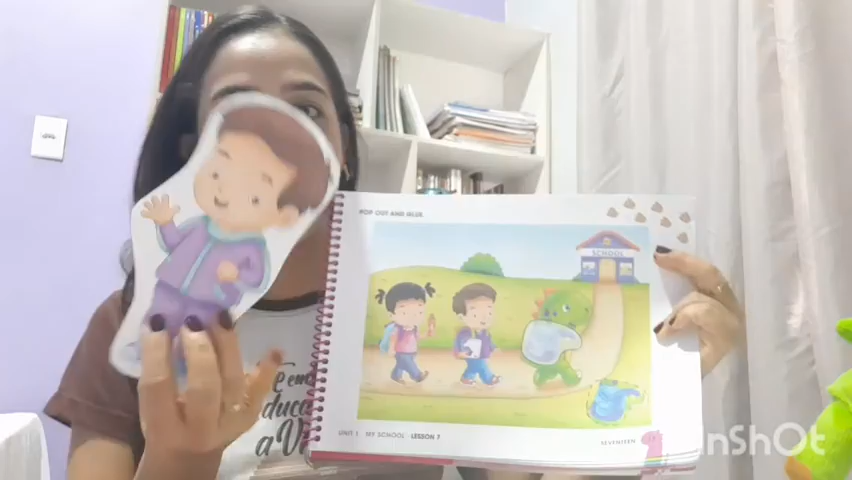 POP OUT AND GLUE
SCHOOL
UNIT 1 MY SCHOOL - LESSON 7
SEVENTEEN
InShOt